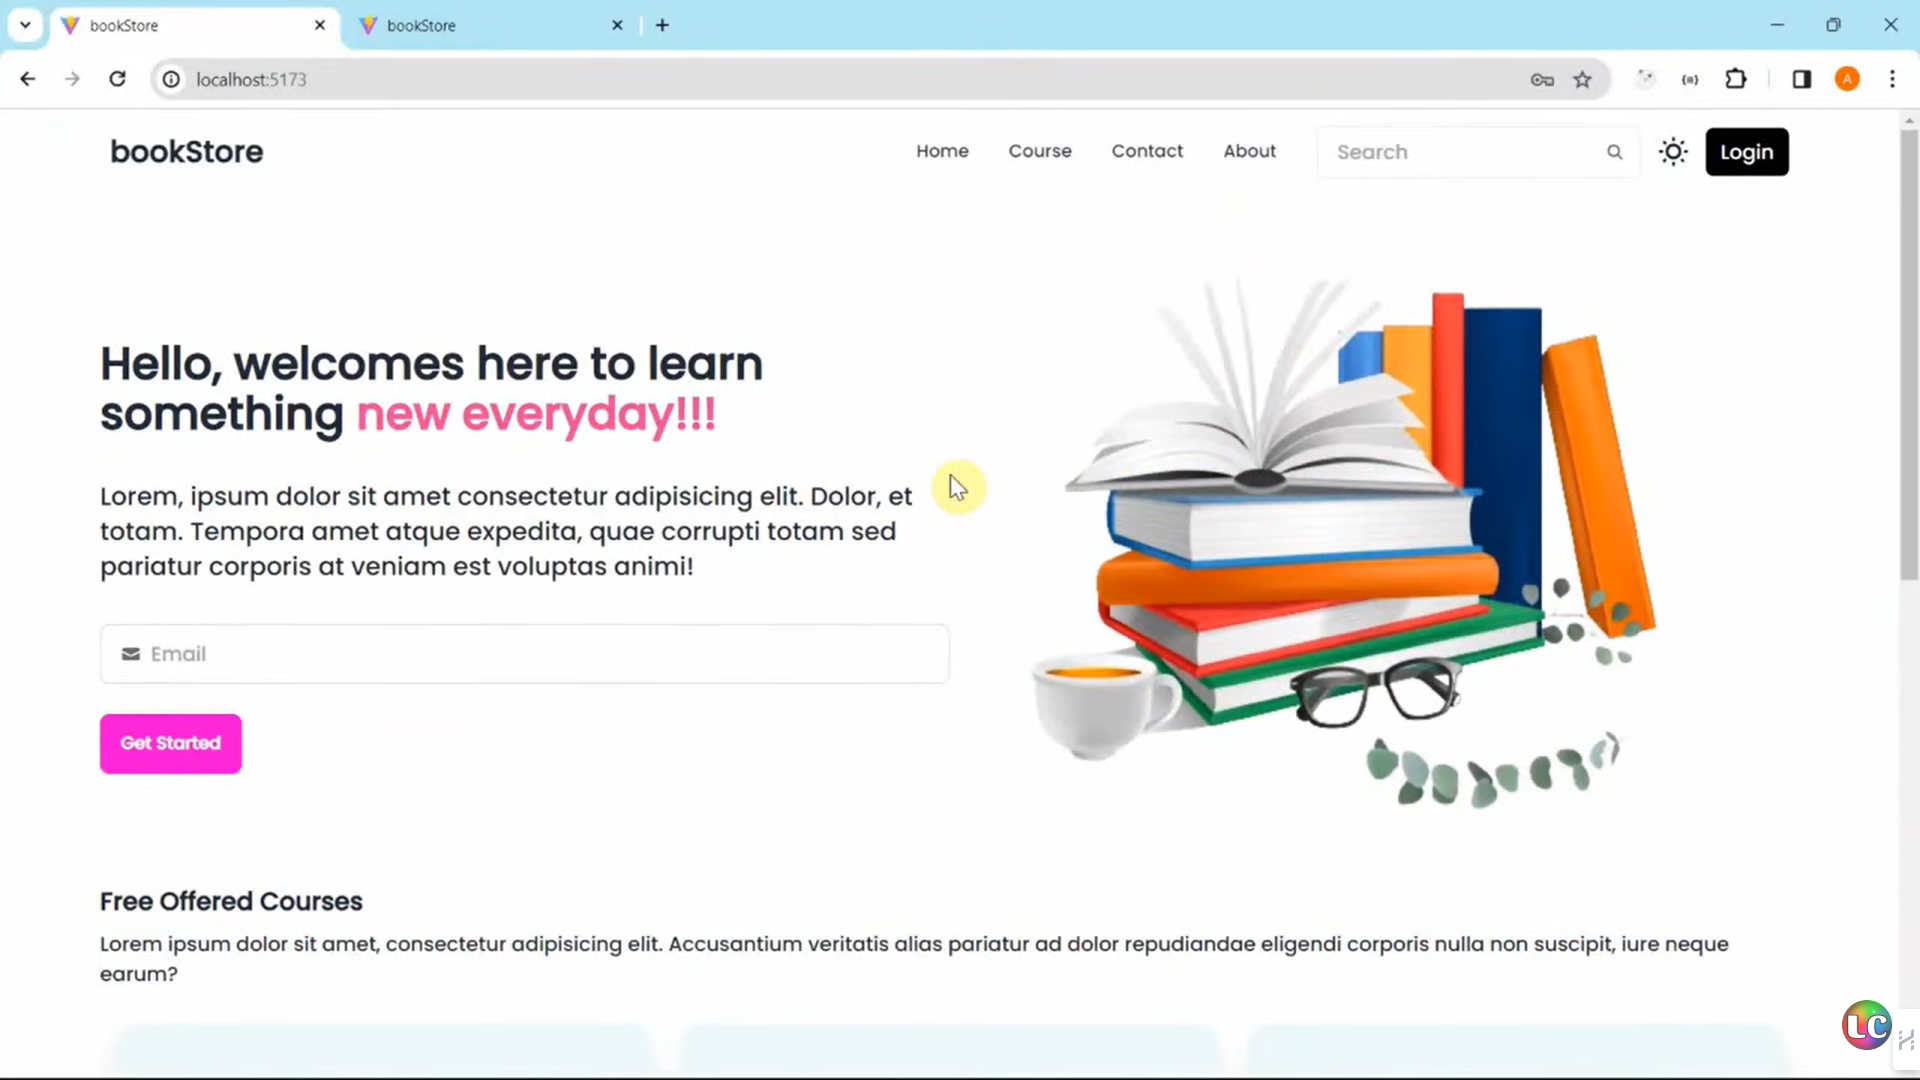 bookStore
bookStore
localhost:5173
A
bookStore
Home
Course
Contact
About
Search
Login
Hello, welcomes here to learn
something new everyday!!!
Lorem, ipsum dolor sit amet consectetur adipisicing elit. Dolor, et
totam. Tempora amet atque expedita, quae corrupti totam sed
pariatur corporis at veniam est voluptas animi!
Email
Get Started
Free Offered Courses
Lorem ipsum dolor sit amet, consectetur adipisicing elit. Accusantium veritatis alias pariatur ad dolor repudiandae eligendi corporis nulla non suscipit, iure neque
earum?
LC